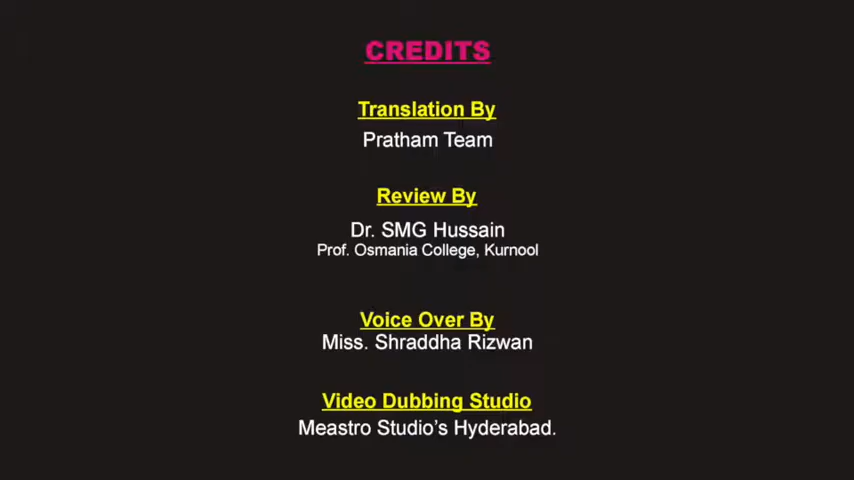 CREDITS
Translation By
Pratham Team
Review By
Dr. SMG Hussain
Prof. Osmania College, Kurnool
Voice Over By
Miss. Shraddha Rizwan
Video Dubbing Studio
Meastro Studio's Hyderabad.